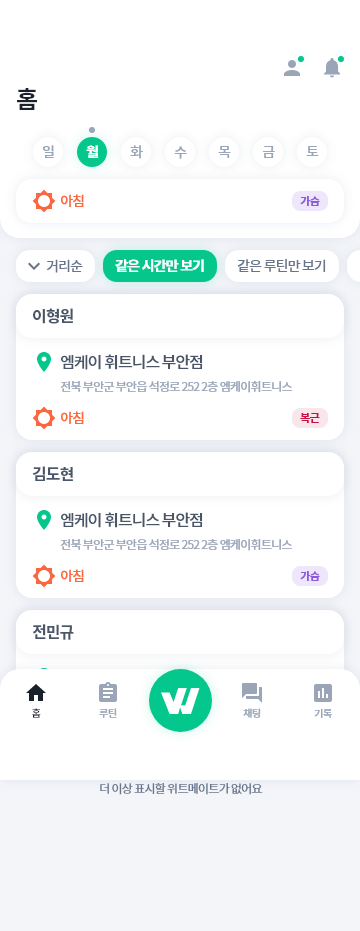 홈
일 월 화 수 목 금 토
아침 가슴
거리순 같은 시간만 보기 같은 루틴만 보기
이형원
엠케이 휘트니스 부안점
전북 부안군 부안읍 석정로 252 2층 엠케이휘트니스
아침 복근
김도현
엠케이 휘트니스 부안점
전북 부안군 부안읍 석정로 252 2층 엠케이휘트니스
아침 가슴
전민규
홈 루틴 W 채팅 기록
더 이상 표시할 위트메이트가 없어요